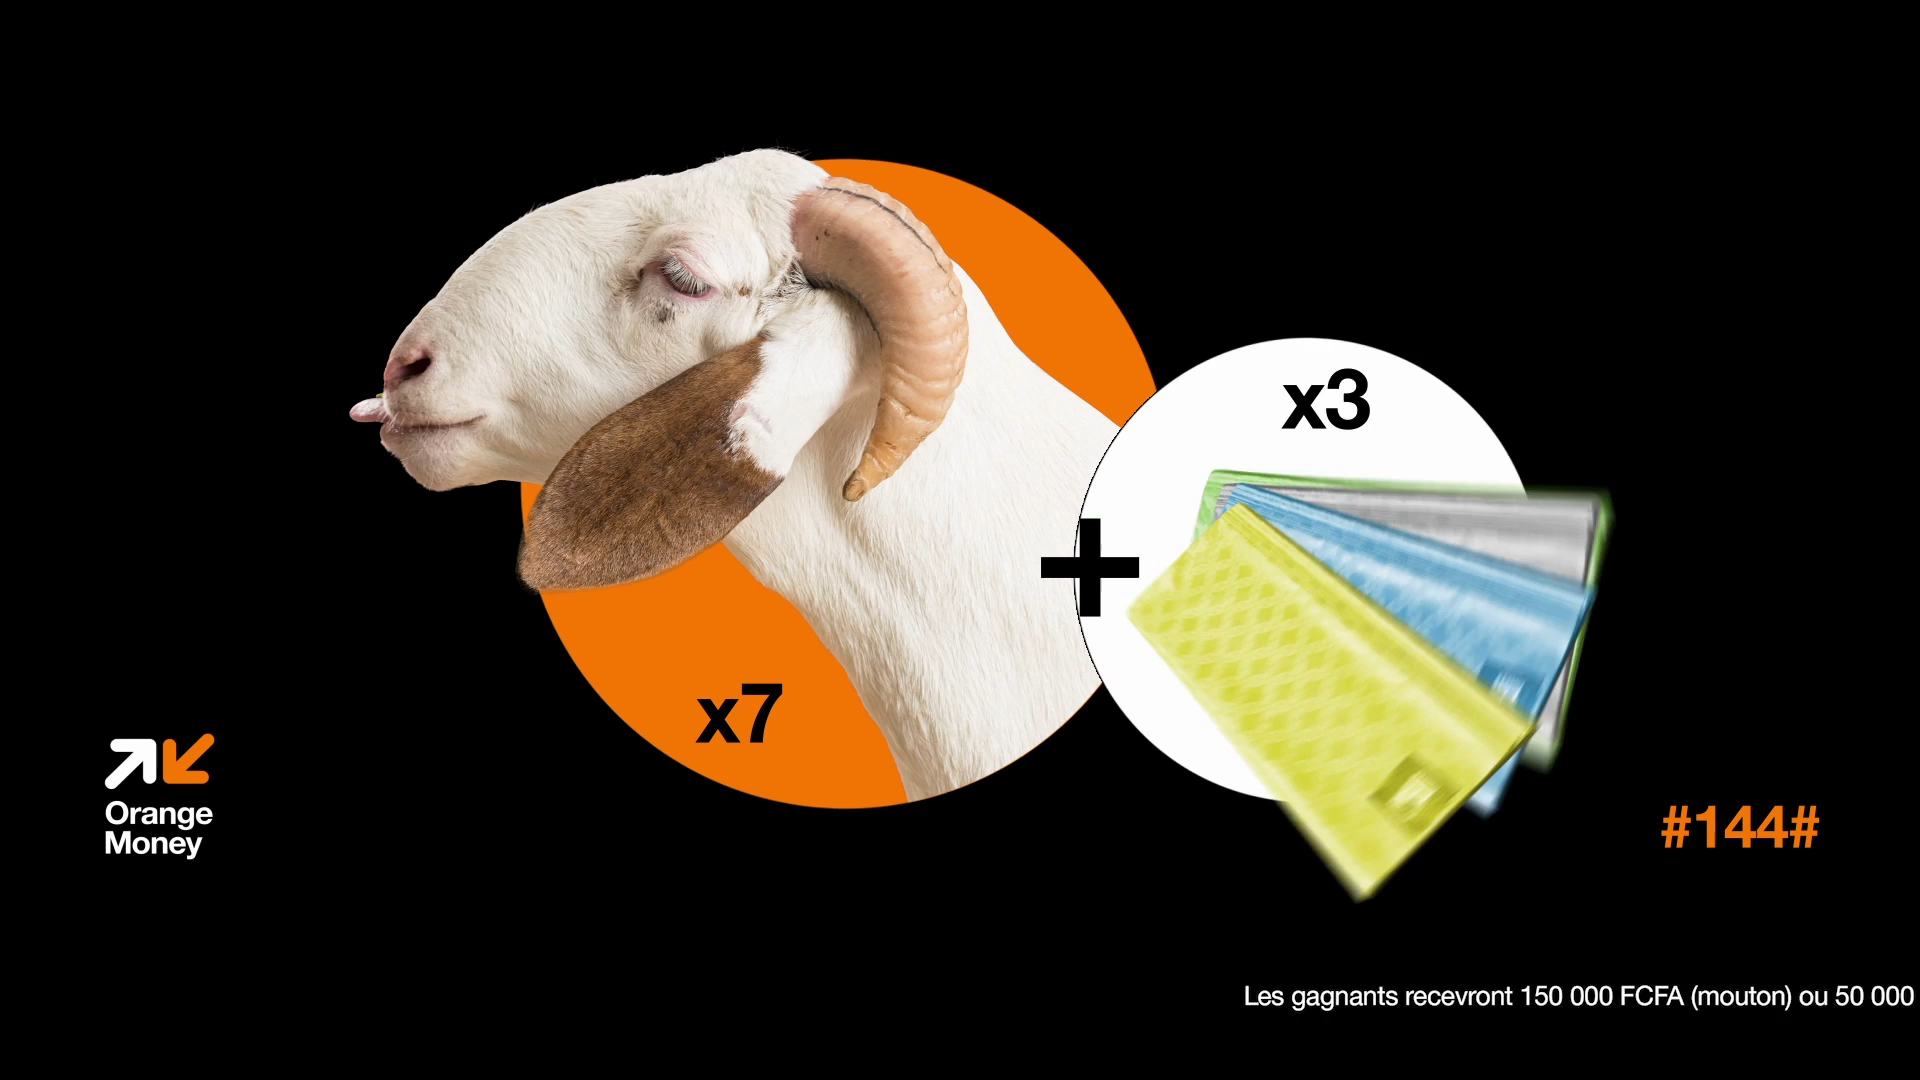 x3
+
x7
Orange
Money
#144#
Les gagnants recevront 150 000 FCFA (mouton) ou 50 000